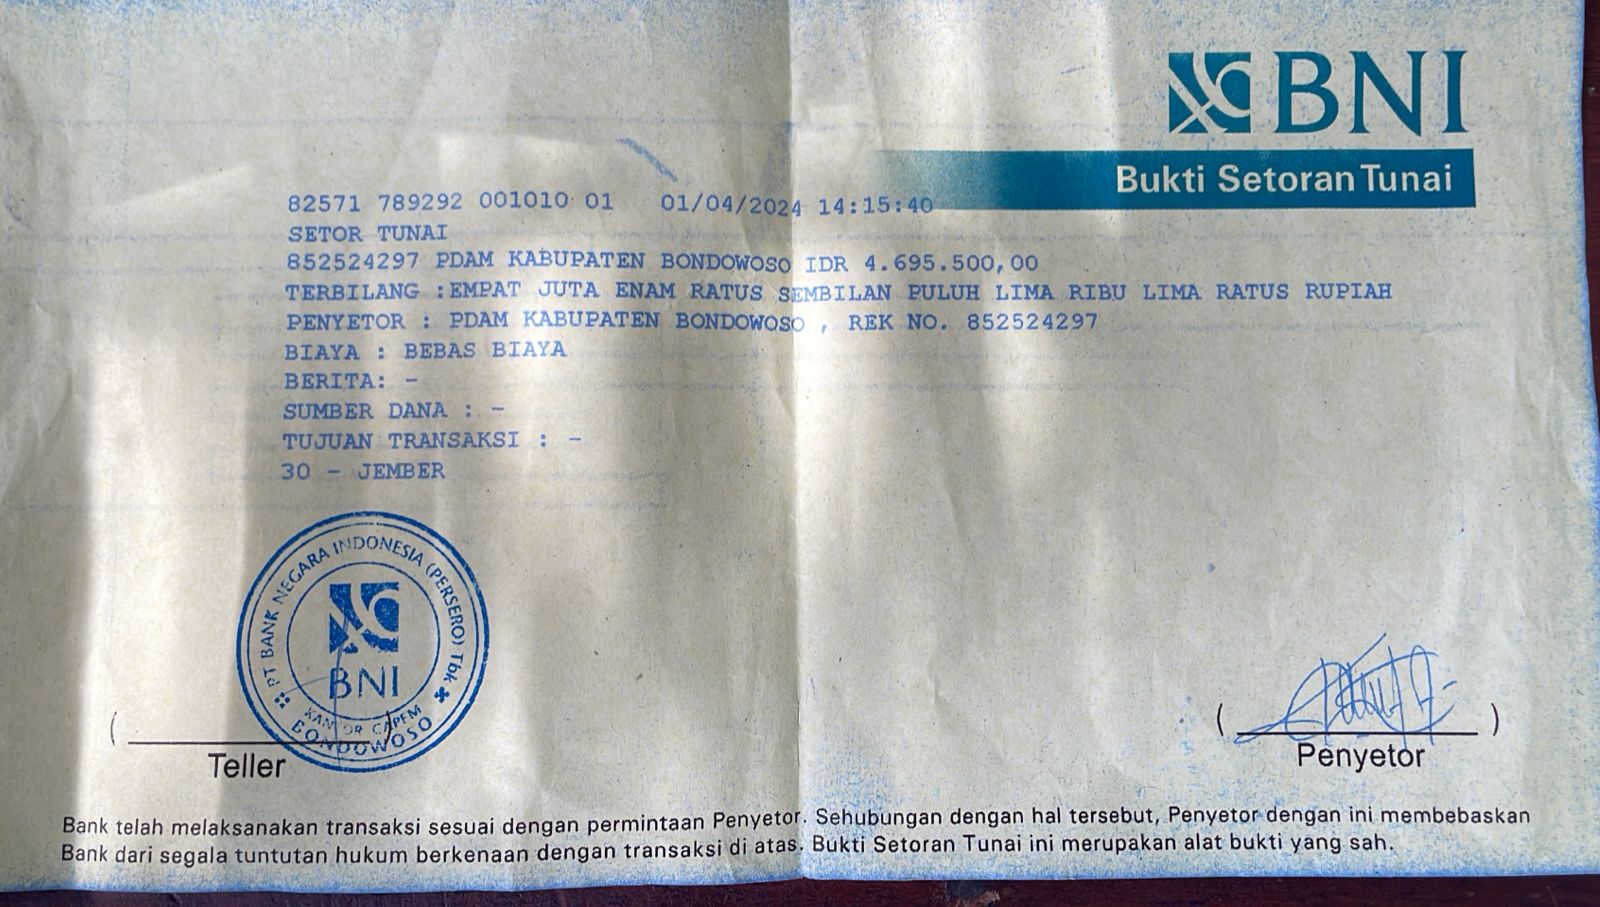 BNI
Bukti Setoran Tunai
82571 789292 001010 01 01/04/2024 14:15:40
SETOR TUNAI
852524297 PDAM KABUPATEN BONDOWOSO IDR 4.695.500,00
TERBILANG :EMPAT JUTA ENAM RATUS SEMBILAN PULUH LIMA RIBU LIMA RATUS RUPIAH
PENYETOR : PDAM KABUPATEN BONDOWOSO , REK NO. 852524297
BIAYA : BEBAS BIAYA
BERITA: -
SUMBER DANA : -
TUJUAN TRANSAKSI : -
30 - JEMBER
PT BANK NEGARA INDONESIA (PERSERO) Tbk
BNI
KANTOR CAPEM
BONDOWOSO
( )
Teller
( )
Penyetor
Bank telah melaksanakan transaksi sesuai dengan permintaan Penyetor. Sehubungan dengan hal tersebut, Penyetor dengan ini membebaskan
Bank dari segala tuntutan hukum berkenaan dengan transaksi di atas. Bukti Setoran Tunai ini merupakan alat bukti yang sah.